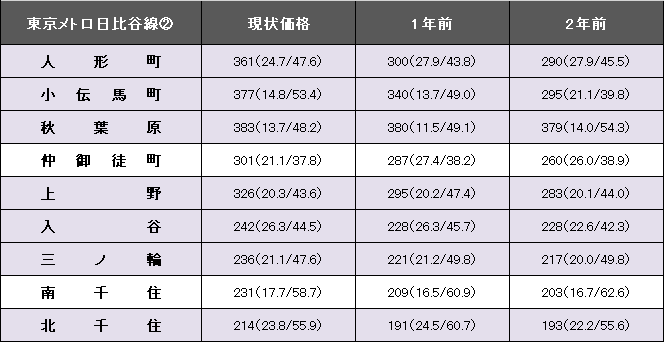 東京メトロ日比谷線② 現状価格 1年前 2年前
人形町 361(24.7/47.6) 300(27.9/43.8) 290(27.9/45.5)
小伝馬町 377(14.8/53.4) 340(13.7/49.0) 295(21.1/39.8)
秋葉原 383(13.7/48.2) 380(11.5/49.1) 379(14.0/54.3)
仲御徒町 301(21.1/37.8) 287(27.4/38.2) 260(26.0/38.9)
上野 326(20.3/43.6) 295(20.2/47.4) 283(20.1/44.0)
入谷 242(26.3/44.5) 228(26.3/45.7) 228(22.6/42.3)
三ノ輪 236(21.1/47.6) 221(21.2/49.8) 217(20.0/49.8)
南千住 231(17.7/58.7) 209(16.5/60.9) 203(16.7/62.6)
北千住 214(23.8/55.9) 191(24.5/60.7) 193(22.2/55.6)